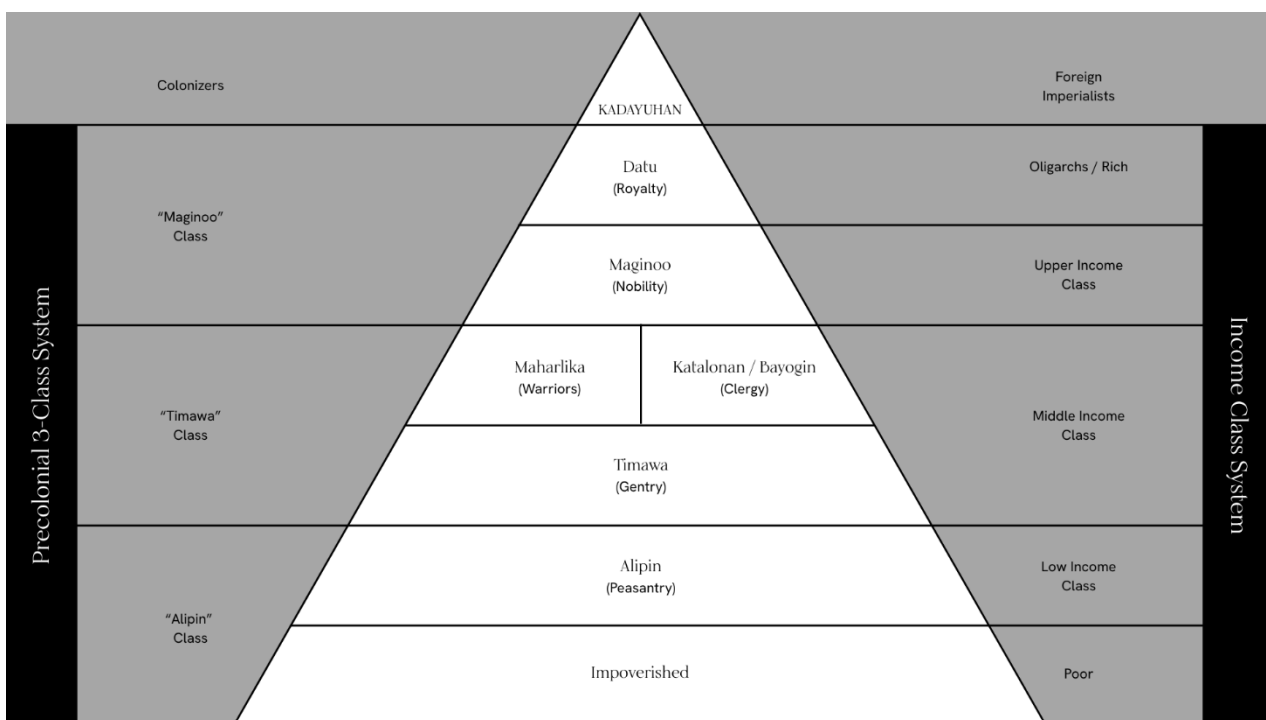 Colonizers
KADAYUHAN
Foreign
Imperialists
Precolonial 3-Class System
“Maginoo”
Class
Datu
(Royalty)
Oligarchs / Rich
Maginoo
(Nobility)
Upper Income
Class
“Timawa”
Class
Maharlika
(Warriors)
Katalonan / Bayogin
(Clergy)
Timawa
(Gentry)
Middle Income
Class
“Alipin”
Class
Alipin
(Peasantry)
Low Income
Class
Impoverished
Poor
Income Class System